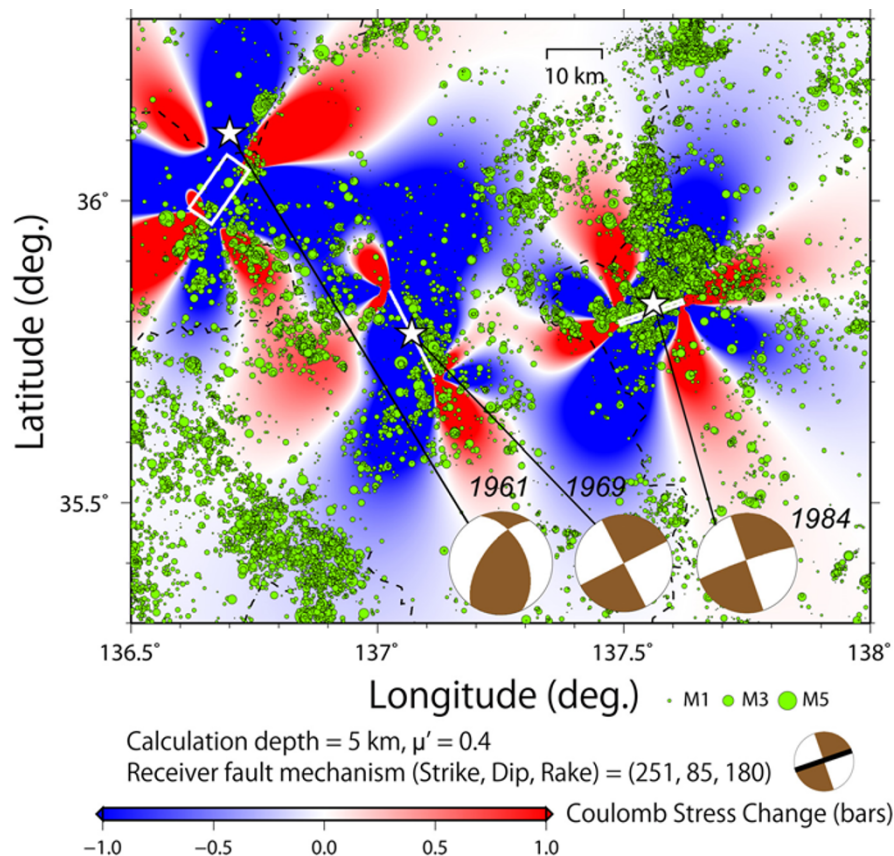 10 km
36°
35.5°
Latitude (deg.)
1961
1969
1984
136.5°
137°
137.5°
138°
Longitude (deg.)
M1
M3
M5
Calculation depth = 5 km, μ′ = 0.4
Receiver fault mechanism (Strike, Dip, Rake) = (251, 85, 180)
Coulomb Stress Change (bars)
−1.0
−0.5
0.0
0.5
1.0